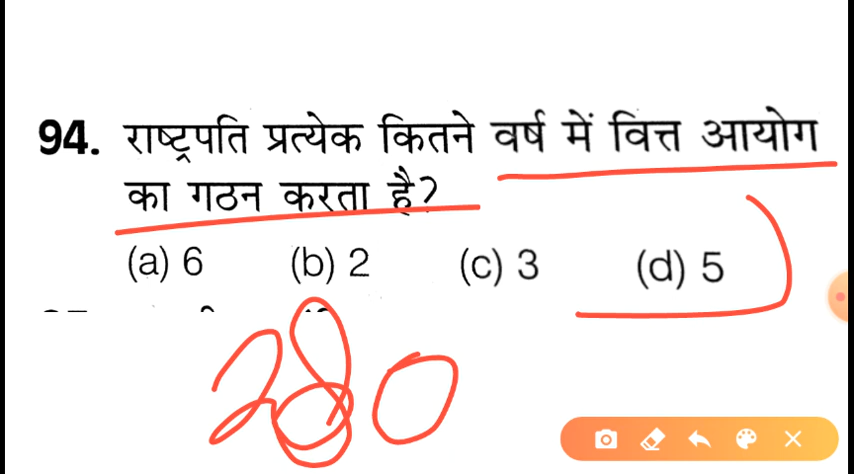 94. राष्ट्रपति प्रत्येक कितने वर्ष में वित्त आयोग
का गठन करता है?
(a) 6 (b) 2 (c) 3 (d) 5
280